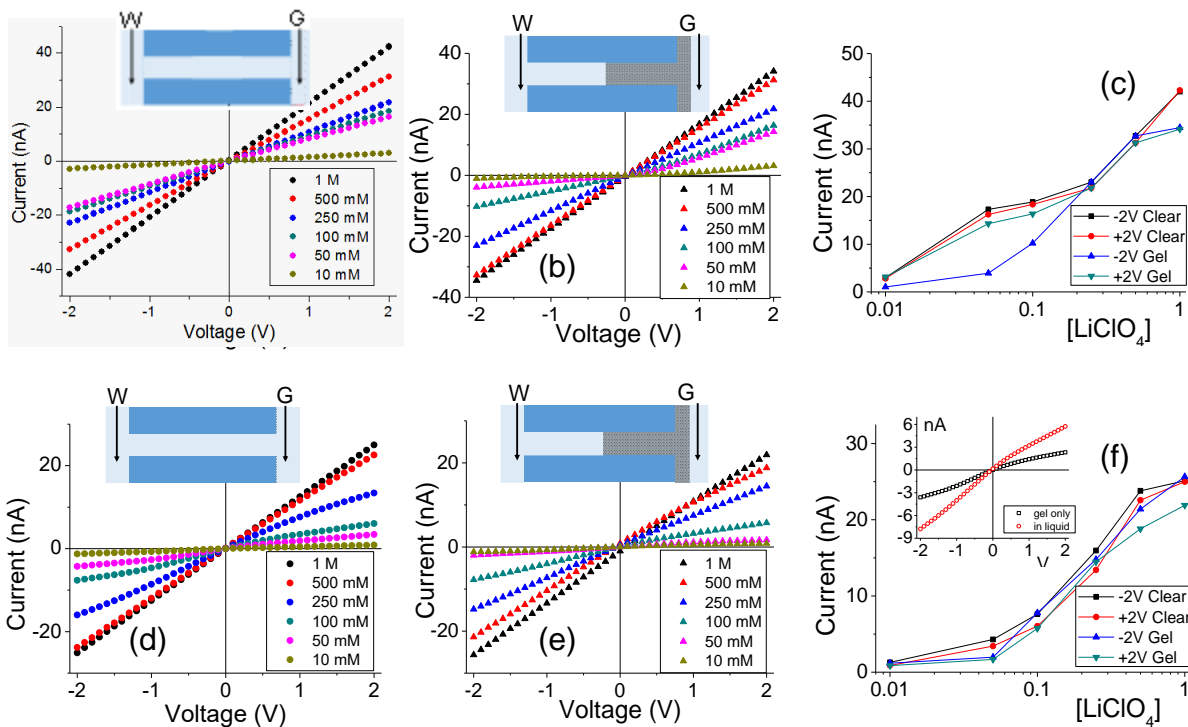 W G
40
20
0
-20
-40
Current (nA)
1 M
500 mM
250 mM
100 mM
50 mM
10 mM
-2 -1 0 1 2
Voltage (V)
W G
40
20
0
-20
-40
Current (nA)
(b)
1 M
500 mM
250 mM
100 mM
50 mM
10 mM
-2 -1 0 1 2
Voltage (V)
(c)
50
40
30
20
10
0
Current (nA)
-2V Clear
+2V Clear
-2V Gel
+2V Gel
0.01 0.1 1
[LiClO4]
W G
20
0
-20
Current (nA)
(d)
1 M
500 mM
250 mM
100 mM
50 mM
10 mM
-2 -1 0 1 2
Voltage (V)
W G
20
0
-20
Current (nA)
(e)
1 M
500 mM
250 mM
100 mM
50 mM
10 mM
-2 -1 0 1 2
Voltage (V)
(f)
nA
6
3
0
-3
-6
-9
gel only
in liquid
-2 -1 0 1 2
30
25
20
15
10
5
0
Current (nA)
-2V Clear
+2V Clear
-2V Gel
+2V Gel
0.01 0.1 1
[LiClO4]